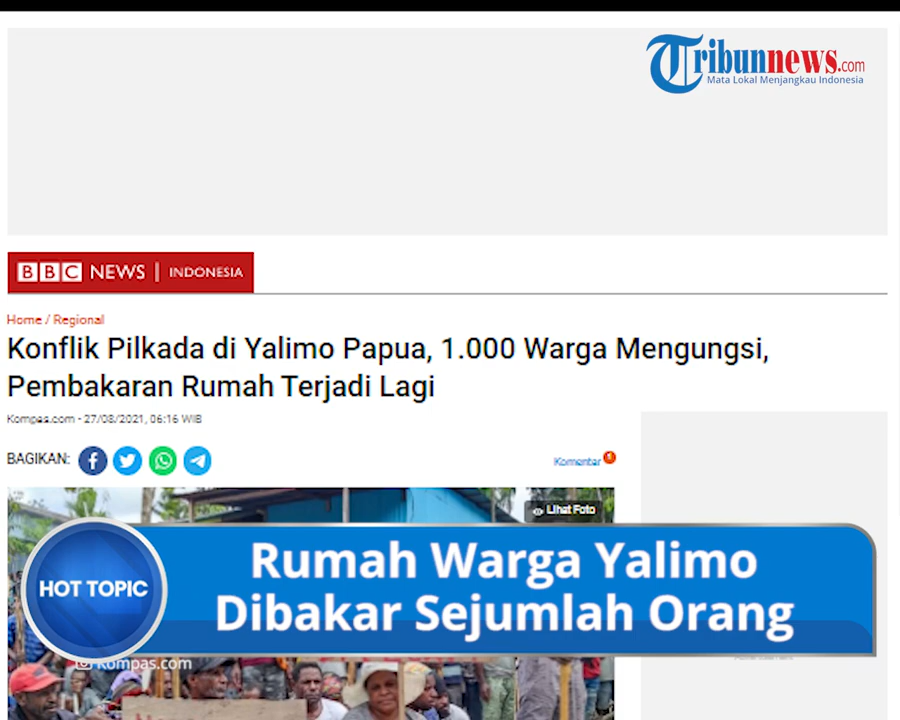 Tribunnews.com
Mata Lokal Menjangkau Indonesia
BBC NEWS | INDONESIA
Home / Regional
Konflik Pilkada di Yalimo Papua, 1.000 Warga Mengungsi,
Pembakaran Rumah Terjadi Lagi
Kompas.com - 27/08/2021, 06:16 WIB
BAGIKAN:
Komentar
Lihat Foto
HOT TOPIC
Rumah Warga Yalimo
Dibakar Sejumlah Orang
Kompas.com